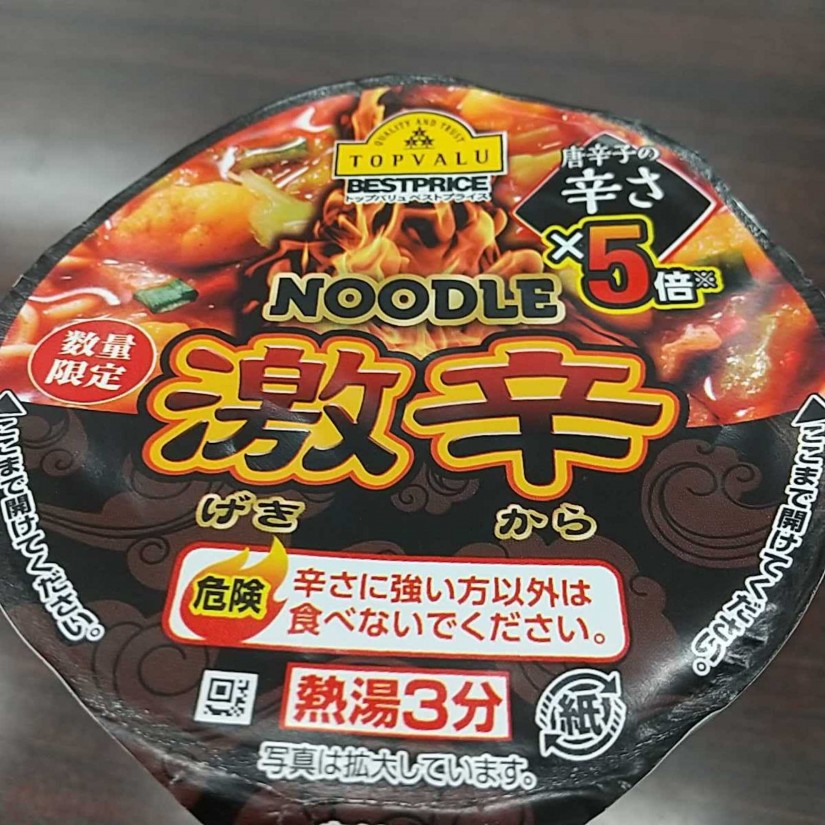 QUALITY AND TRUST
TOPVALU
BESTPRICE
トップバリュ ベストプライス
唐辛子の
辛さ
×5倍※
NOODLE
数量
限定
激辛
げき から
ここまで開けてください。
ここまで開けてください。
危険
辛さに強い方以外は
食べないでください。
熱湯3分
紙
写真は拡大しています。